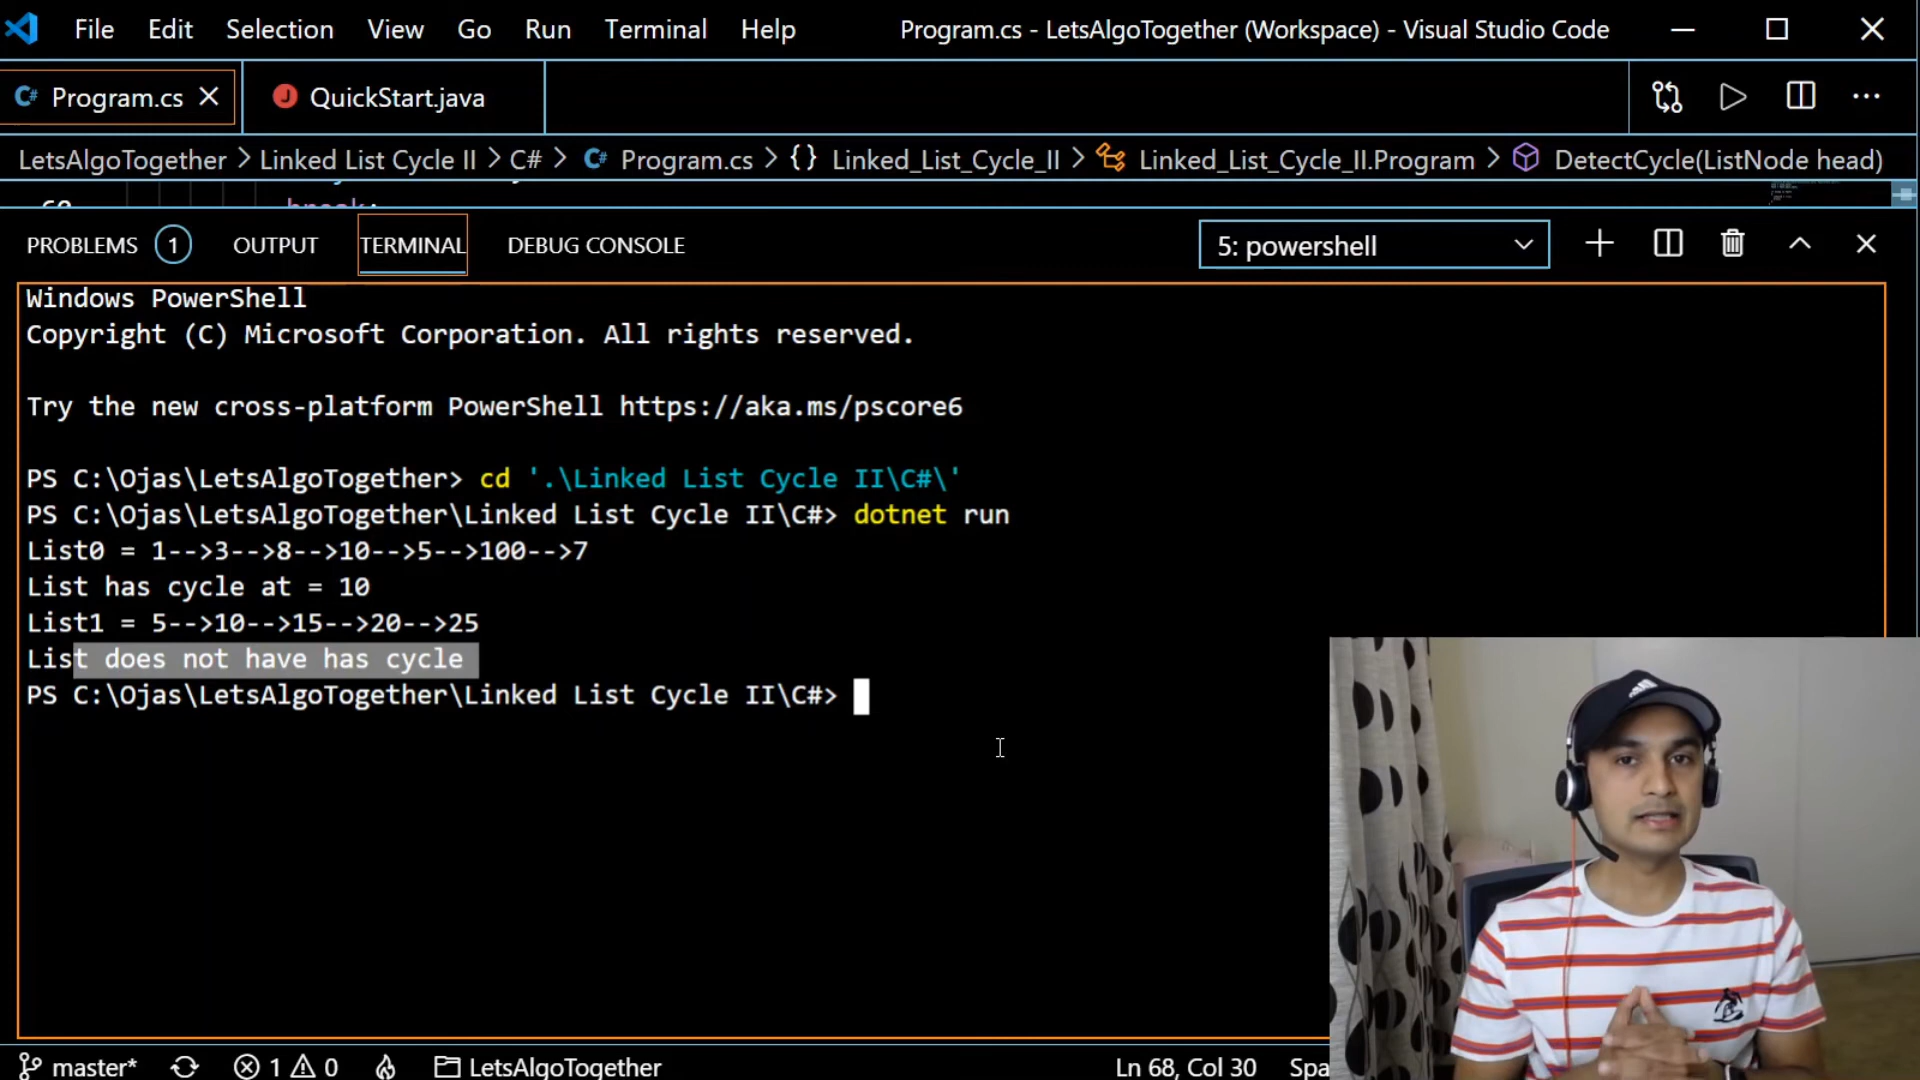 File Edit Selection View Go Run Terminal Help Program.cs - LetsAlgoTogether (Workspace) - Visual Studio Code
C# Program.cs J QuickStart.java ...
LetsAlgoTogether > Linked List Cycle II > C# > C# Program.cs > {} Linked_List_Cycle_II > Linked_List_Cycle_II.Program > DetectCycle(ListNode head)
break;
PROBLEMS 1 OUTPUT TERMINAL DEBUG CONSOLE 5: powershell
Windows PowerShell
Copyright (C) Microsoft Corporation. All rights reserved.
Try the new cross-platform PowerShell https://aka.ms/pscore6
PS C:\Ojas\LetsAlgoTogether> cd '.\Linked List Cycle II\C#\'
PS C:\Ojas\LetsAlgoTogether\Linked List Cycle II\C#> dotnet run
List0 = 1-->3-->8-->10-->5-->100-->7
List has cycle at = 10
List1 = 5-->10-->15-->20-->25
List does not have has cycle
PS C:\Ojas\LetsAlgoTogether\Linked List Cycle II\C#>
master* 1 0 LetsAlgoTogether Ln 68, Col 30 Spa